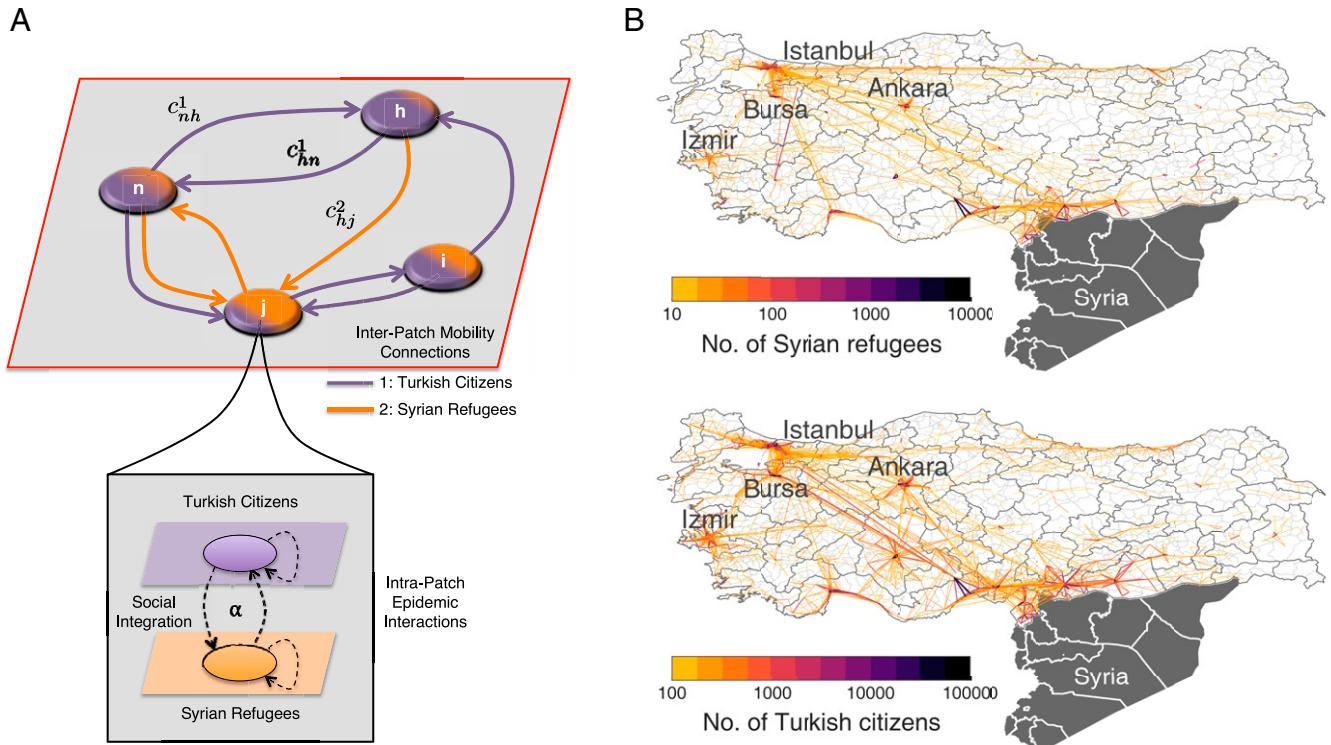 A
c¹ₙₕ
h
c¹ₕₙ
n
c²ₕⱼ
i
j
Inter-Patch Mobility
Connections
1: Turkish Citizens
2: Syrian Refugees
Turkish Citizens
Social
Integration
α
Intra-Patch
Epidemic
Interactions
Syrian Refugees
B
Istanbul
Ankara
Bursa
Izmir
Syria
10 100 1000 10000
No. of Syrian refugees
Istanbul
Ankara
Bursa
Izmir
Syria
100 1000 10000 100000
No. of Turkish citizens